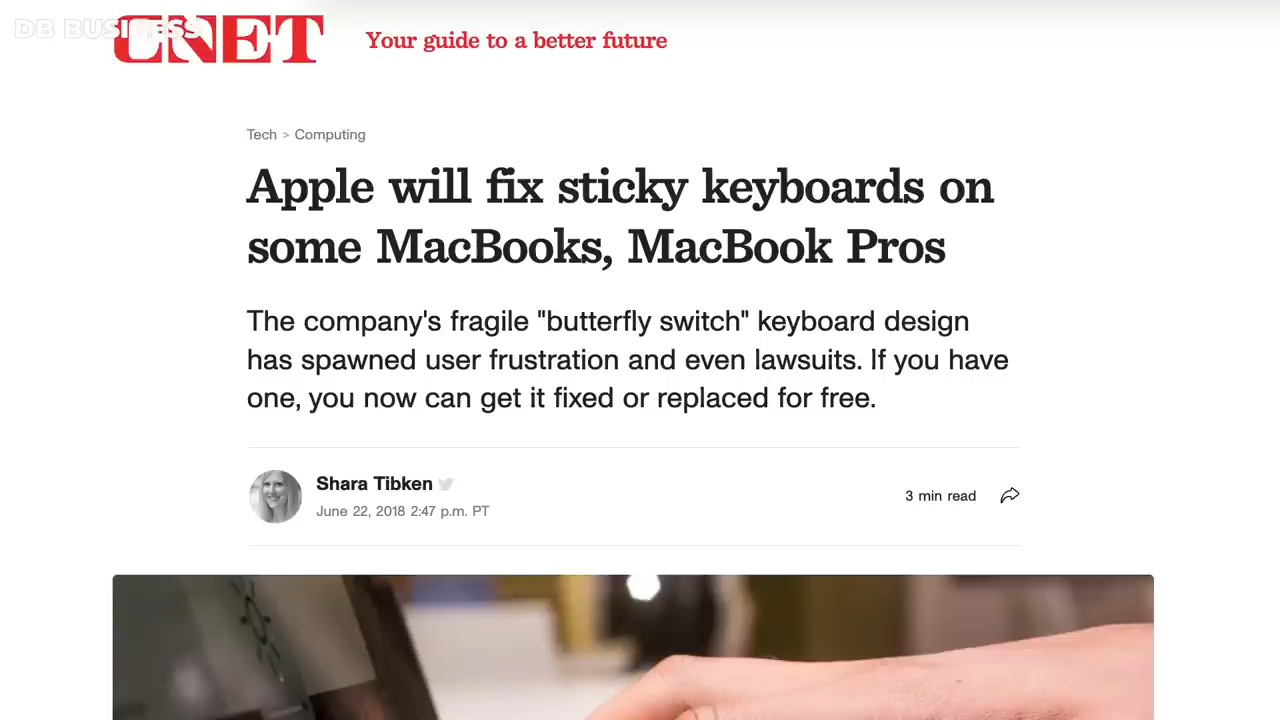 DB BUSINESS
CNET
Your guide to a better future
Tech > Computing
Apple will fix sticky keyboards on
some MacBooks, MacBook Pros
The company's fragile "butterfly switch" keyboard design
has spawned user frustration and even lawsuits. If you have
one, you now can get it fixed or replaced for free.
Shara Tibken
June 22, 2018 2:47 p.m. PT
3 min read